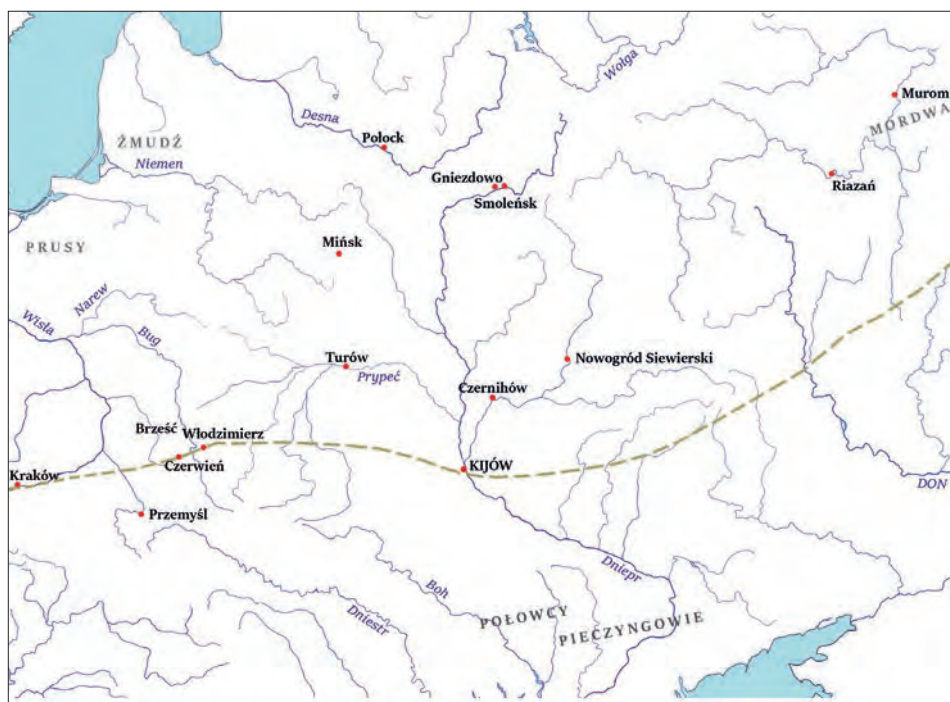 Wołga
Murom
MORDWA
Desna
Połock
ŻMUDŹ
Niemen
Gniezdowo
Smoleńsk
Riazań
PRUSY
Mińsk
Narew
Wisła
Bug
Turów
Prypeć
Nowogród Siewierski
Czernihów
Brześć
Włodzimierz
Czerwień
KIJÓW
Kraków
DON
Przemyśl
Dniepr
Boh
Dniestr
POŁOWCY
PIECZYNGOWIE